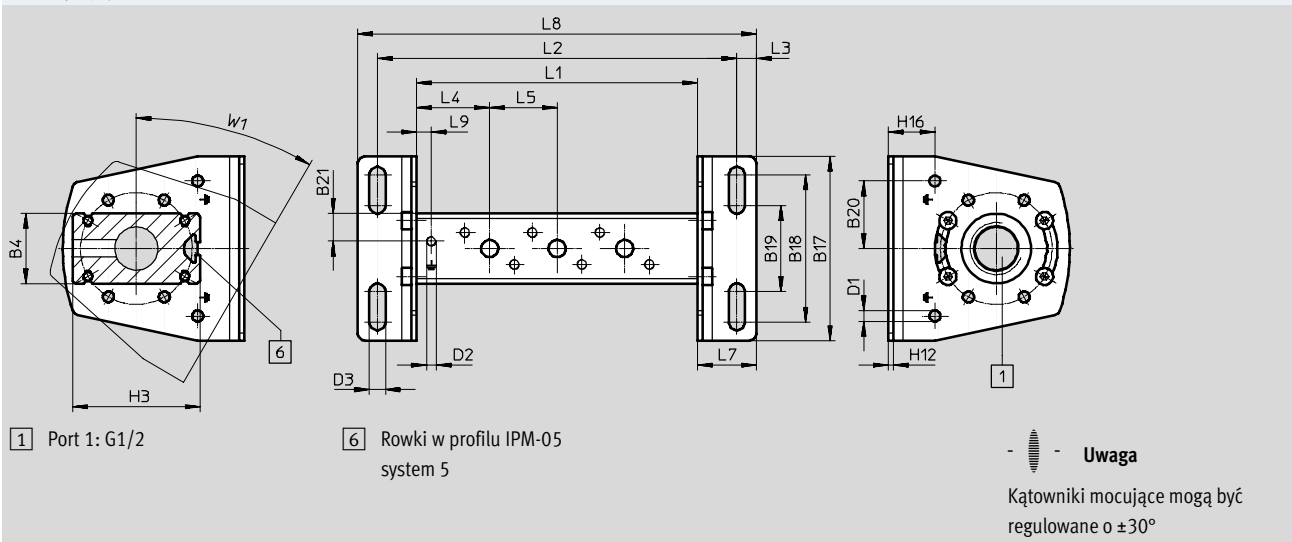 L8
L2
L3
L1
L4
L5
L9
W1
B21
B4
H3
6
D3
D2
B19
B18
B17
L7
H16
B20
D1
H12
1
1 Port 1: G1/2
6 Rowki w profilu IPM-05
system 5
Uwaga
Kątowniki mocujące mogą być
regulowane o ±30°